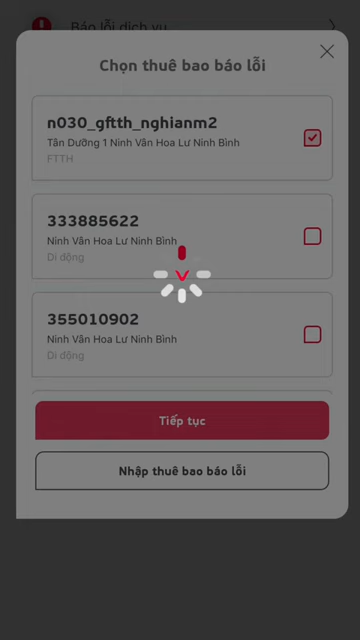 Báo lỗi dịch vụ
Chọn thuê bao báo lỗi
n030_gftth_nghianm2
Tân Dưỡng 1 Ninh Vân Hoa Lư Ninh Bình
FTTH
333885622
Ninh Vân Hoa Lư Ninh Bình
Di động
355010902
Ninh Vân Hoa Lư Ninh Bình
Di động
Tiếp tục
Nhập thuê bao báo lỗi